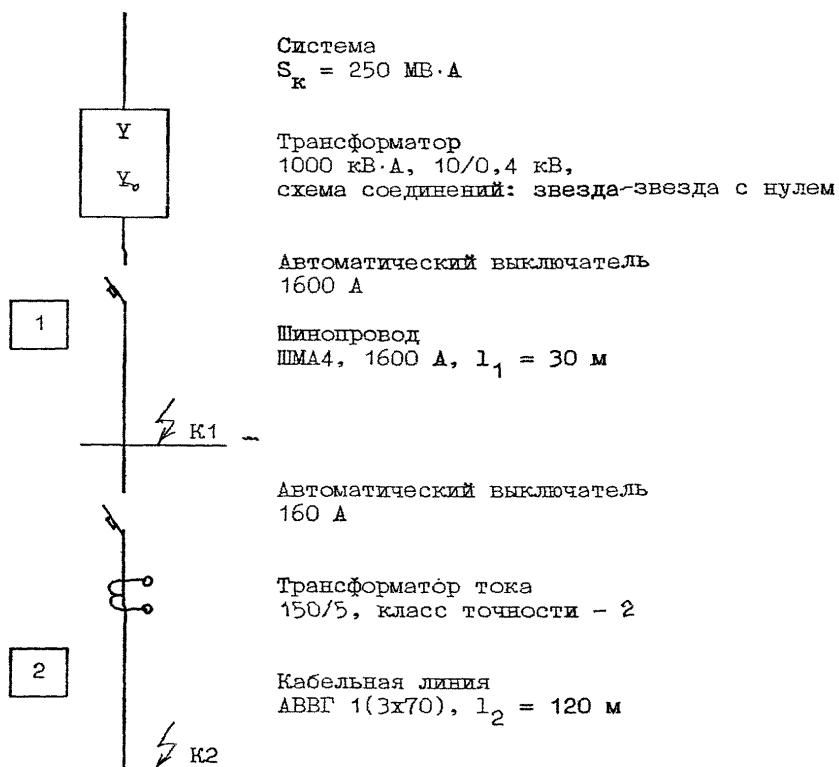 Система
Sк = 250 МВ·А
Y
Y₀
Трансформатор
1000 кВ·А, 10/0,4 кВ,
схема соединений: звезда-звезда с нулем
Автоматический выключатель
1600 А
1
Шинопровод
ШМА4, 1600 А, l₁ = 30 м
К1
Автоматический выключатель
160 А
Трансформатор тока
150/5, класс точности - 2
2
Кабельная линия
АВВГ 1(3х70), l₂ = 120 м
К2